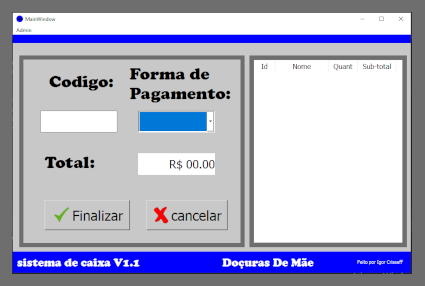 MainWindow
Admin
Codigo:
Forma de
Pagamento:
Total:
R$ 00.00
Finalizar
cancelar
Id Nome Quant Sub-total
sistema de caixa V1.1
Doçuras De Mãe
Feito por Igor Crisseff